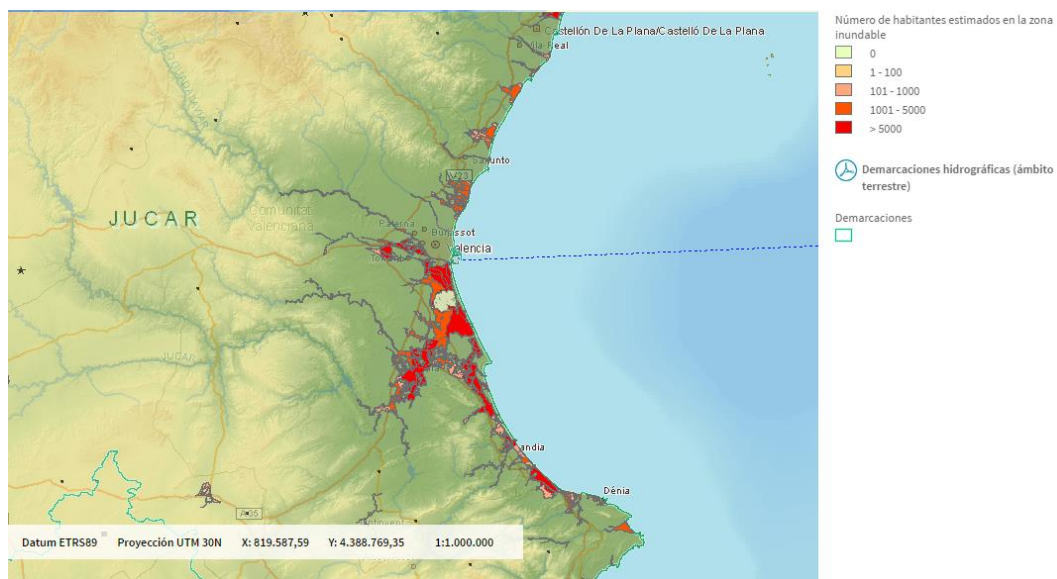 Castellón De La Plana/Castelló De La Plana
Vila-Real
Sagunto
V23
JUCAR
Comunitat
Valenciana
Paterna
Burjassot
Valencia
Torrent
JUCAR
andia
Dénia
A-35
Datum ETRS89 Proyección UTM 30N X: 819.587,59 Y: 4.388.769,35 1:1.000.000
Número de habitantes estimados en la zona
inundable
0
1 - 100
101 - 1000
1001 - 5000
> 5000
Demarcaciones hidrográficas (ámbito
terrestre)
Demarcaciones